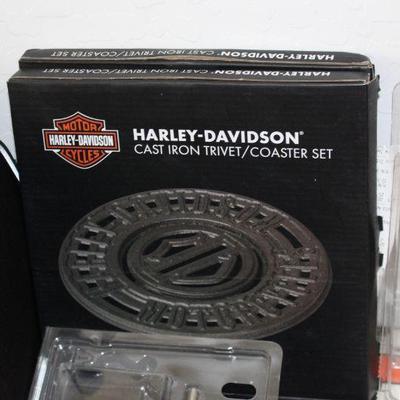 HARLEY-DAVIDSON® CAST IRON TRIVET/COASTER SET
HARLEY-DAVIDSON® CAST IRON TRIVET/COASTER SET
MOTOR
HARLEY-DAVIDSON
CYCLES
HARLEY-DAVIDSON®
CAST IRON TRIVET/COASTER SET